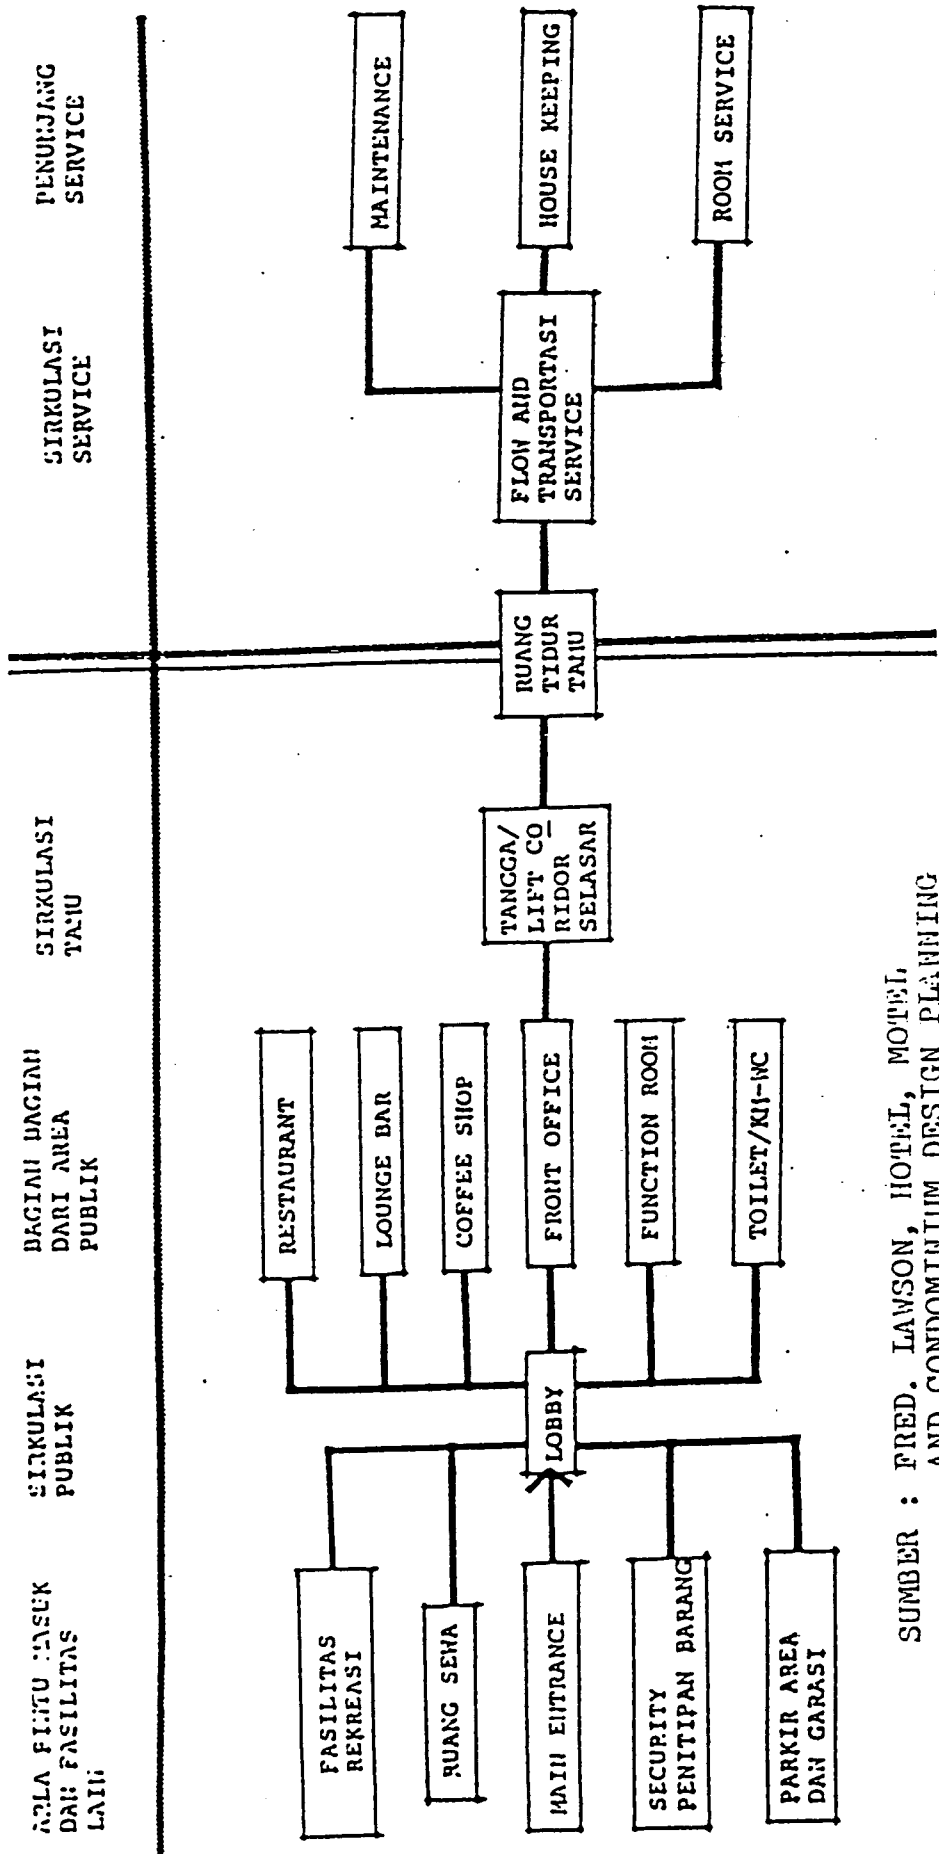 AREA PINTU MASUK
DAN FASILITAS
LAIN
SIRKULASI
PUBLIK
BAGIAN BAGIAN
DARI AREA
PUBLIK
SIRKULASI
TAMU
SIRKULASI
SERVICE
PENUNJANG
SERVICE
FASILITAS
REKREASI
RUANG SEWA
MAIN ENTRANCE
SECURITY
PENITIPAN BARANG
PARKIR AREA
DAN GARASI
LOBBY
RESTAURANT
LOUNGE BAR
COFFEE SHOP
FRONT OFFICE
FUNCTION ROOM
TOILET/KM-WC
TANGGA/
LIFT CO
RIDOR
SELASAR
RUANG
TIDUR
TAMU
FLOW AND
TRANSPORTASI
SERVICE
MAINTENANCE
HOUSE KEEPING
ROOM SERVICE
SUMBER : FRED. LAWSON, HOTEL, MOTEL
AND CONDOMINIUM DESIGN PLANNING